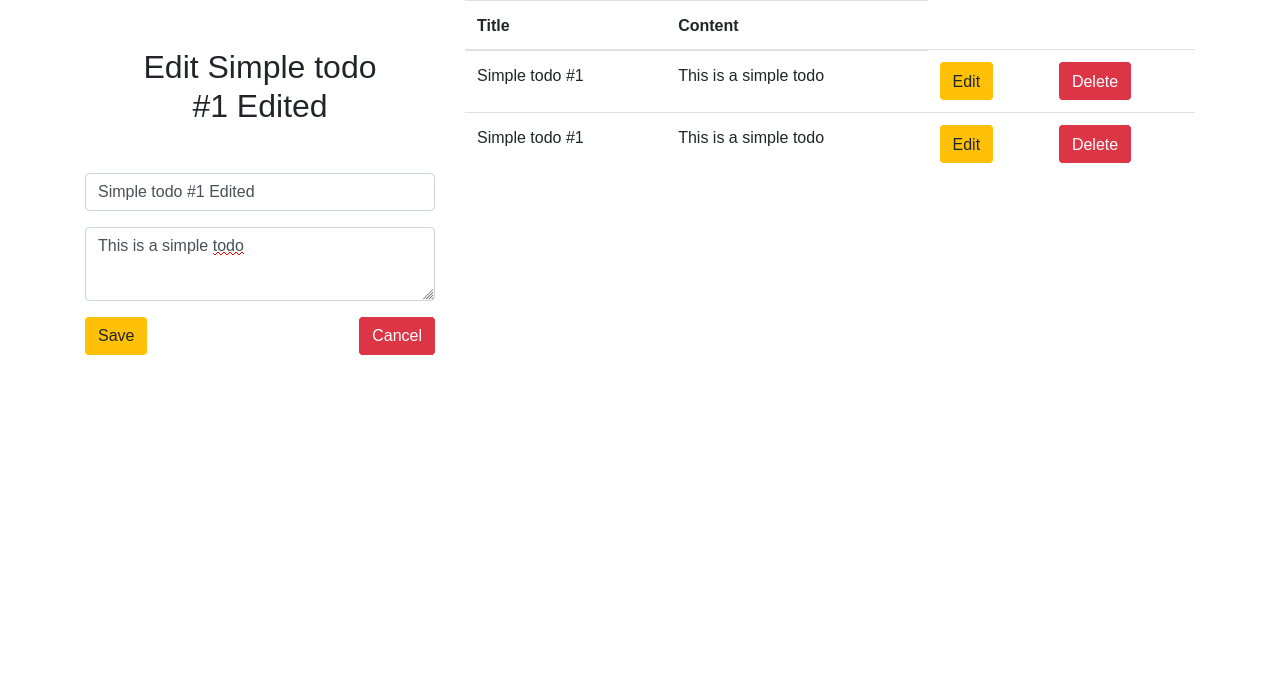 Edit Simple todo
#1 Edited
Simple todo #1 Edited
This is a simple todo
Save Cancel
Title Content
Simple todo #1 This is a simple todo Edit Delete
Simple todo #1 This is a simple todo Edit Delete